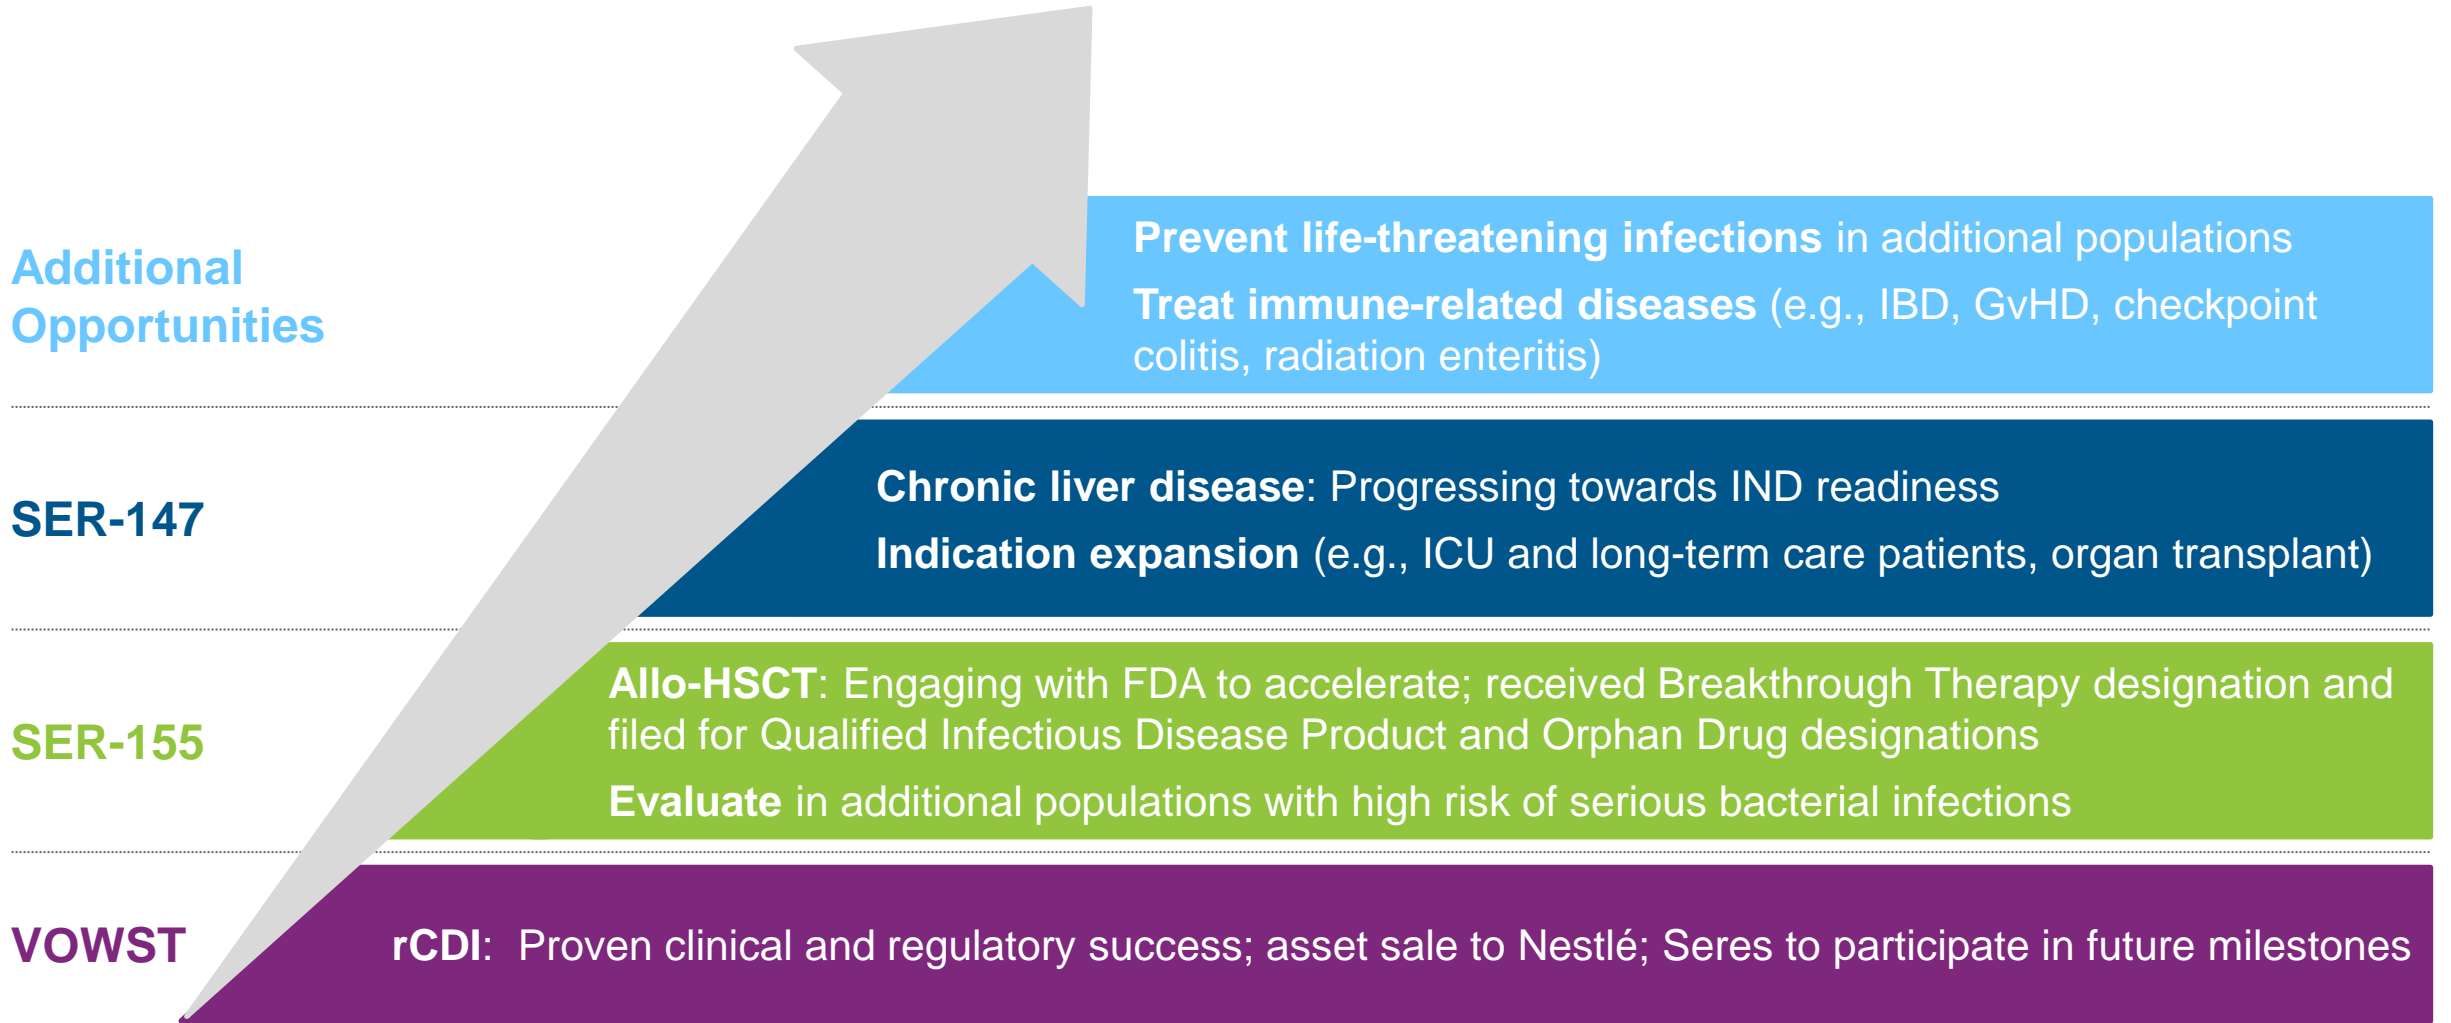 Additional
Opportunities
Prevent life-threatening infections in additional populations
Treat immune-related diseases (e.g., IBD, GvHD, checkpoint
colitis, radiation enteritis)
SER-147
Chronic liver disease: Progressing towards IND readiness
Indication expansion (e.g., ICU and long-term care patients, organ transplant)
SER-155
Allo-HSCT: Engaging with FDA to accelerate; received Breakthrough Therapy designation and
filed for Qualified Infectious Disease Product and Orphan Drug designations
Evaluate in additional populations with high risk of serious bacterial infections
VOWST
rCDI:  Proven clinical and regulatory success; asset sale to Nestlé; Seres to participate in future milestones